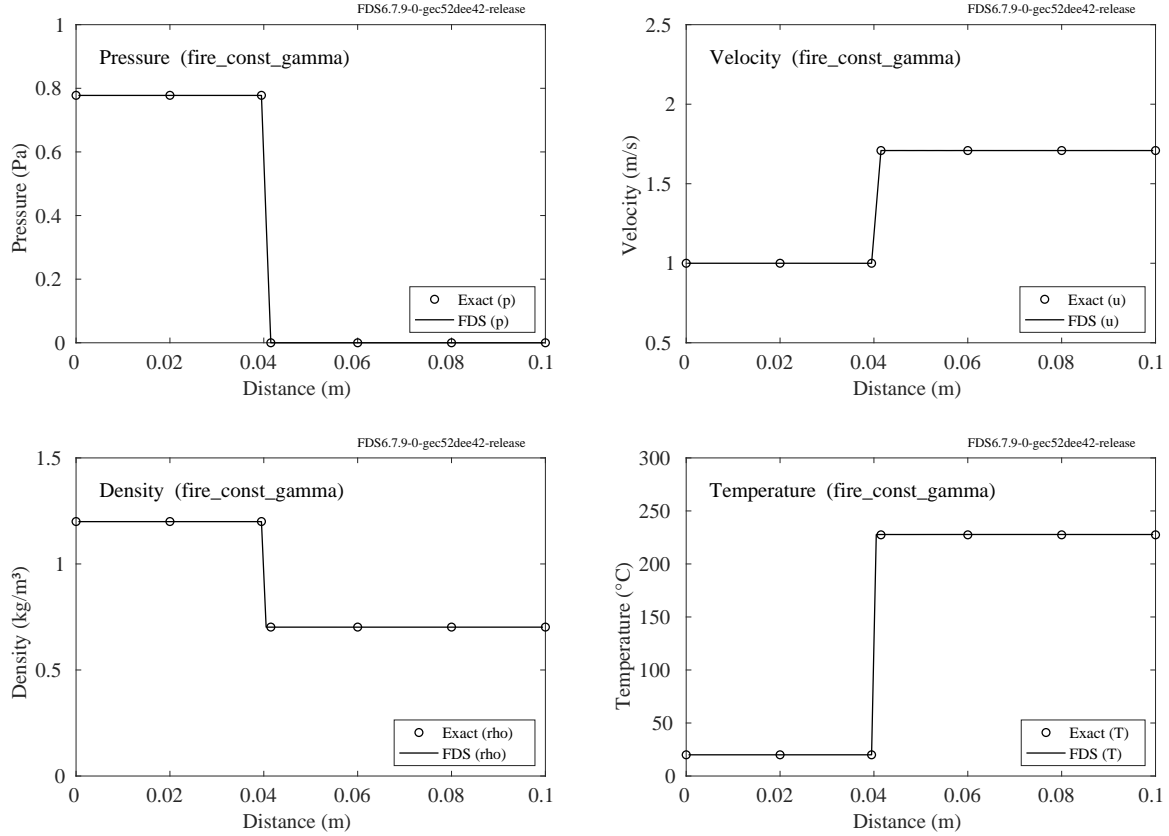 FDS6.7.9-0-gec52dee42-release
Pressure (fire_const_gamma)
1
0.8
0.6
0.4
0.2
0
Pressure (Pa)
Exact (p)
FDS (p)
0 0.02 0.04 0.06 0.08 0.1
Distance (m)
FDS6.7.9-0-gec52dee42-release
Velocity (fire_const_gamma)
2.5
2
1.5
1
0.5
Velocity (m/s)
Exact (u)
FDS (u)
0 0.02 0.04 0.06 0.08 0.1
Distance (m)
FDS6.7.9-0-gec52dee42-release
Density (fire_const_gamma)
1.5
1
0.5
0
Density (kg/m³)
Exact (rho)
FDS (rho)
0 0.02 0.04 0.06 0.08 0.1
Distance (m)
FDS6.7.9-0-gec52dee42-release
Temperature (fire_const_gamma)
300
250
200
150
100
50
0
Temperature (°C)
Exact (T)
FDS (T)
0 0.02 0.04 0.06 0.08 0.1
Distance (m)